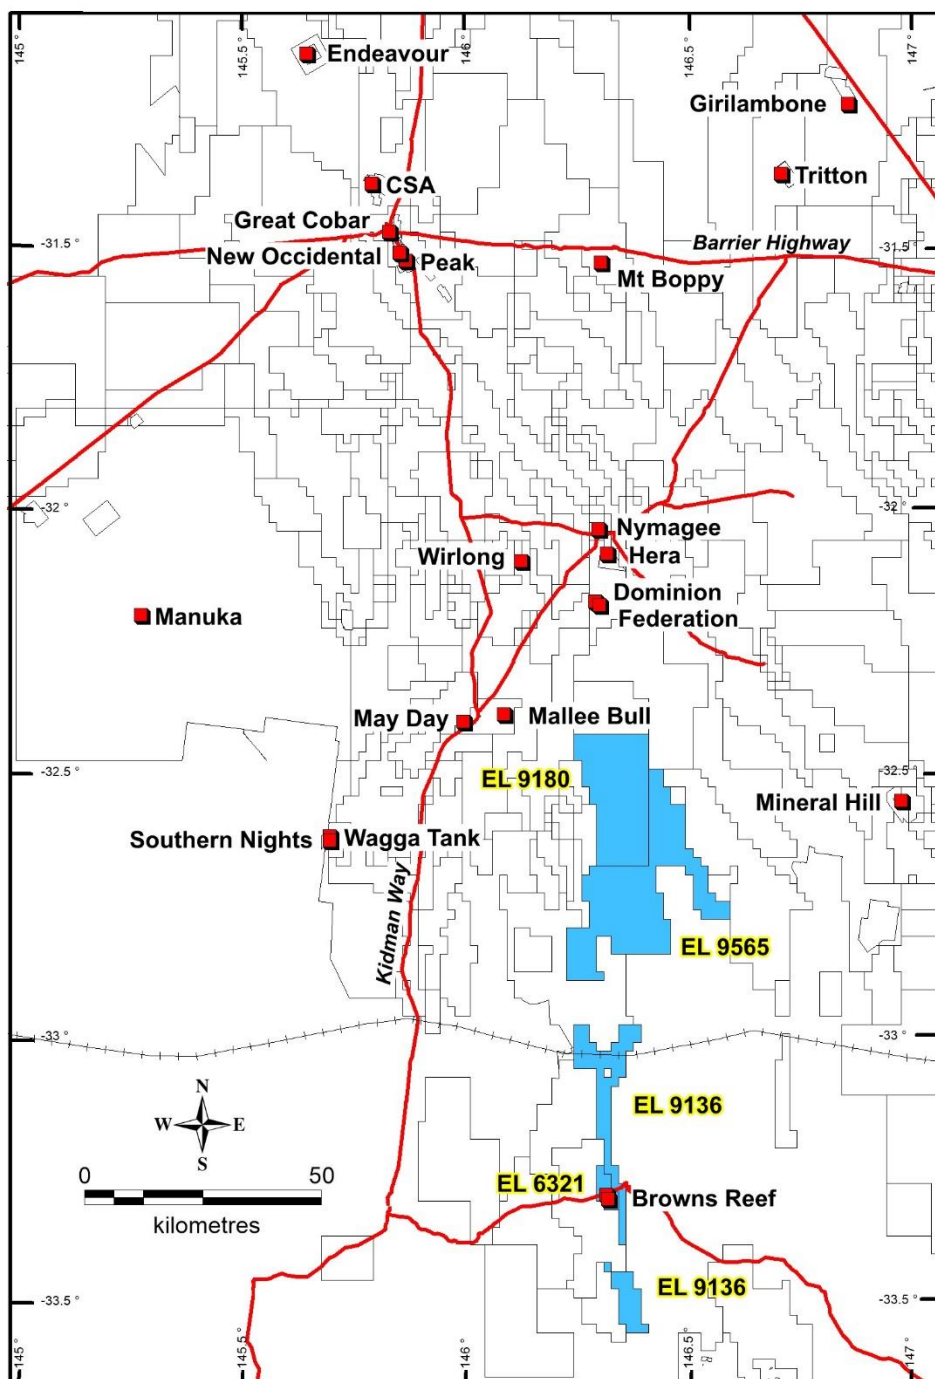 145°
145.5°
146°
146.5°
147°
Endeavour
Girilambone
CSA
Tritton
Great Cobar
-31.5°
Barrier Highway
-31.5°
New Occidental
Peak
Mt Boppy
-32°
-32°
Nymagee
Wirlong
Hera
Dominion
Manuka
Federation
May Day
Mallee Bull
-32.5°
EL 9180
-32.5°
Mineral Hill
Southern Nights
Wagga Tank
Kidman Way
EL 9565
-33°
-33°
N
W
E
S
EL 9136
0
50
kilometres
EL 6321
Browns Reef
-33.5°
EL 9136
-33.5°
145°
145.5°
146°
146.5°
147°